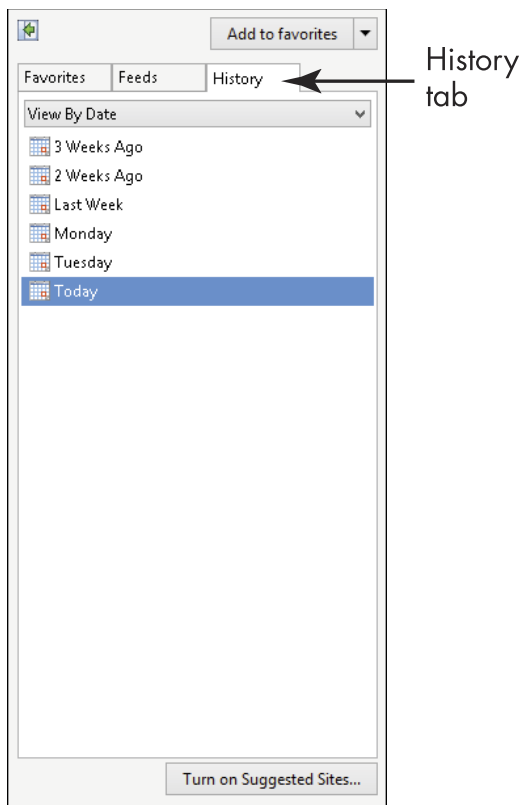 Add to favorites
Favorites Feeds History
History
tab
View By Date
3 Weeks Ago
2 Weeks Ago
Last Week
Monday
Tuesday
Today
Turn on Suggested Sites...